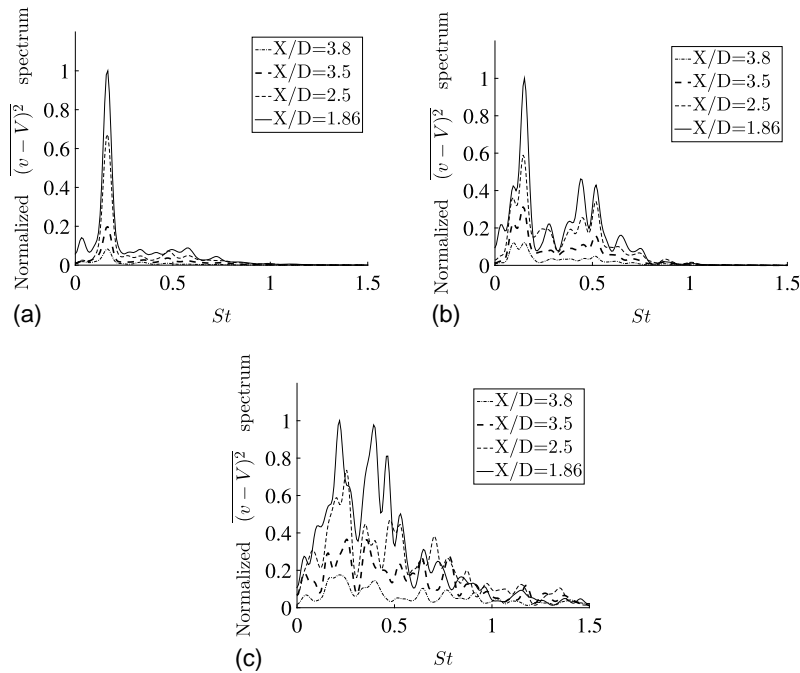 Normalized $\overline{(v-V)^2}$ spectrum
1
0.8
0.6
0.4
0.2
0
0 0.5 1 1.5
St
X/D=3.8
X/D=3.5
X/D=2.5
X/D=1.86
(a)
Normalized $\overline{(v-V)^2}$ spectrum
1
0.8
0.6
0.4
0.2
0
0 0.5 1 1.5
St
X/D=3.8
X/D=3.5
X/D=2.5
X/D=1.86
(b)
Normalized $\overline{(v-V)^2}$ spectrum
1
0.8
0.6
0.4
0.2
0
0 0.5 1 1.5
St
X/D=3.8
X/D=3.5
X/D=2.5
X/D=1.86
(c)